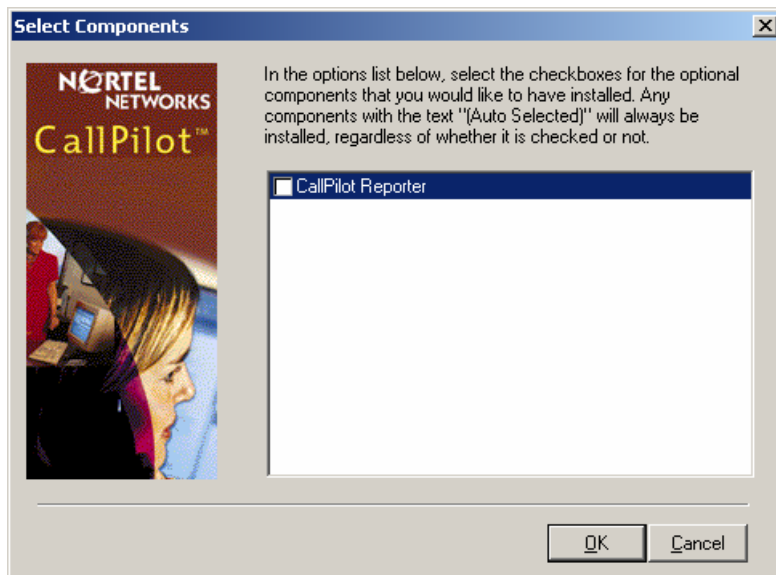 Select Components
NORTEL
NETWORKS
CallPilot™
In the options list below, select the checkboxes for the optional
components that you would like to have installed. Any
components with the text "(Auto Selected)" will always be
installed, regardless of whether it is checked or not.
CallPilot Reporter
OK
Cancel